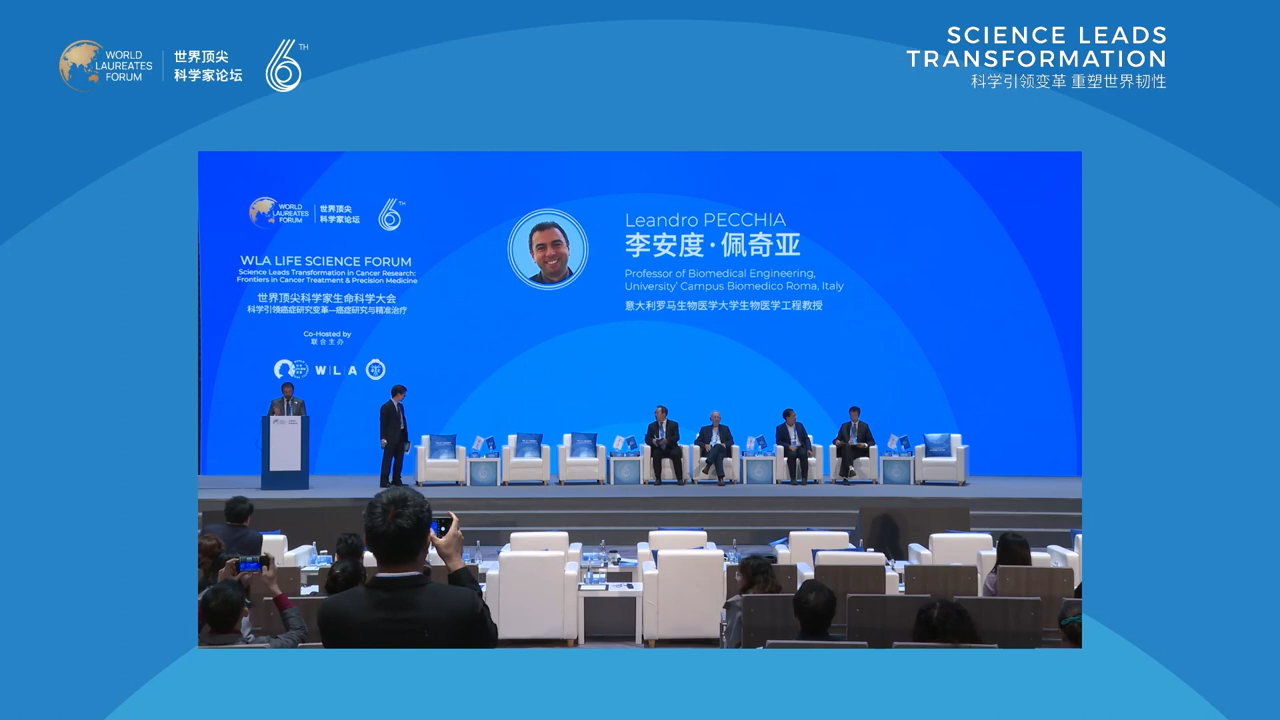 WORLD
LAUREATES
FORUM
世界顶尖
科学家论坛
6TH
SCIENCE LEADS
TRANSFORMATION
科学引领变革 重塑世界韧性
WORLD
LAUREATES
FORUM
世界顶尖
科学家论坛
6TH
WLA LIFE SCIENCE FORUM
Science Leads Transformation in Cancer Research:
Frontiers in Cancer Treatment & Precision Medicine
世界顶尖科学家生命科学大会
科学引领癌症研究变革—癌症研究与精准治疗
Co-Hosted by
联合主办
W|L|A
Leandro PECCHIA
李安度·佩奇亚
Professor of Biomedical Engineering,
University' Campus Biomedico Roma, Italy
意大利罗马生物医学大学生物医学工程教授